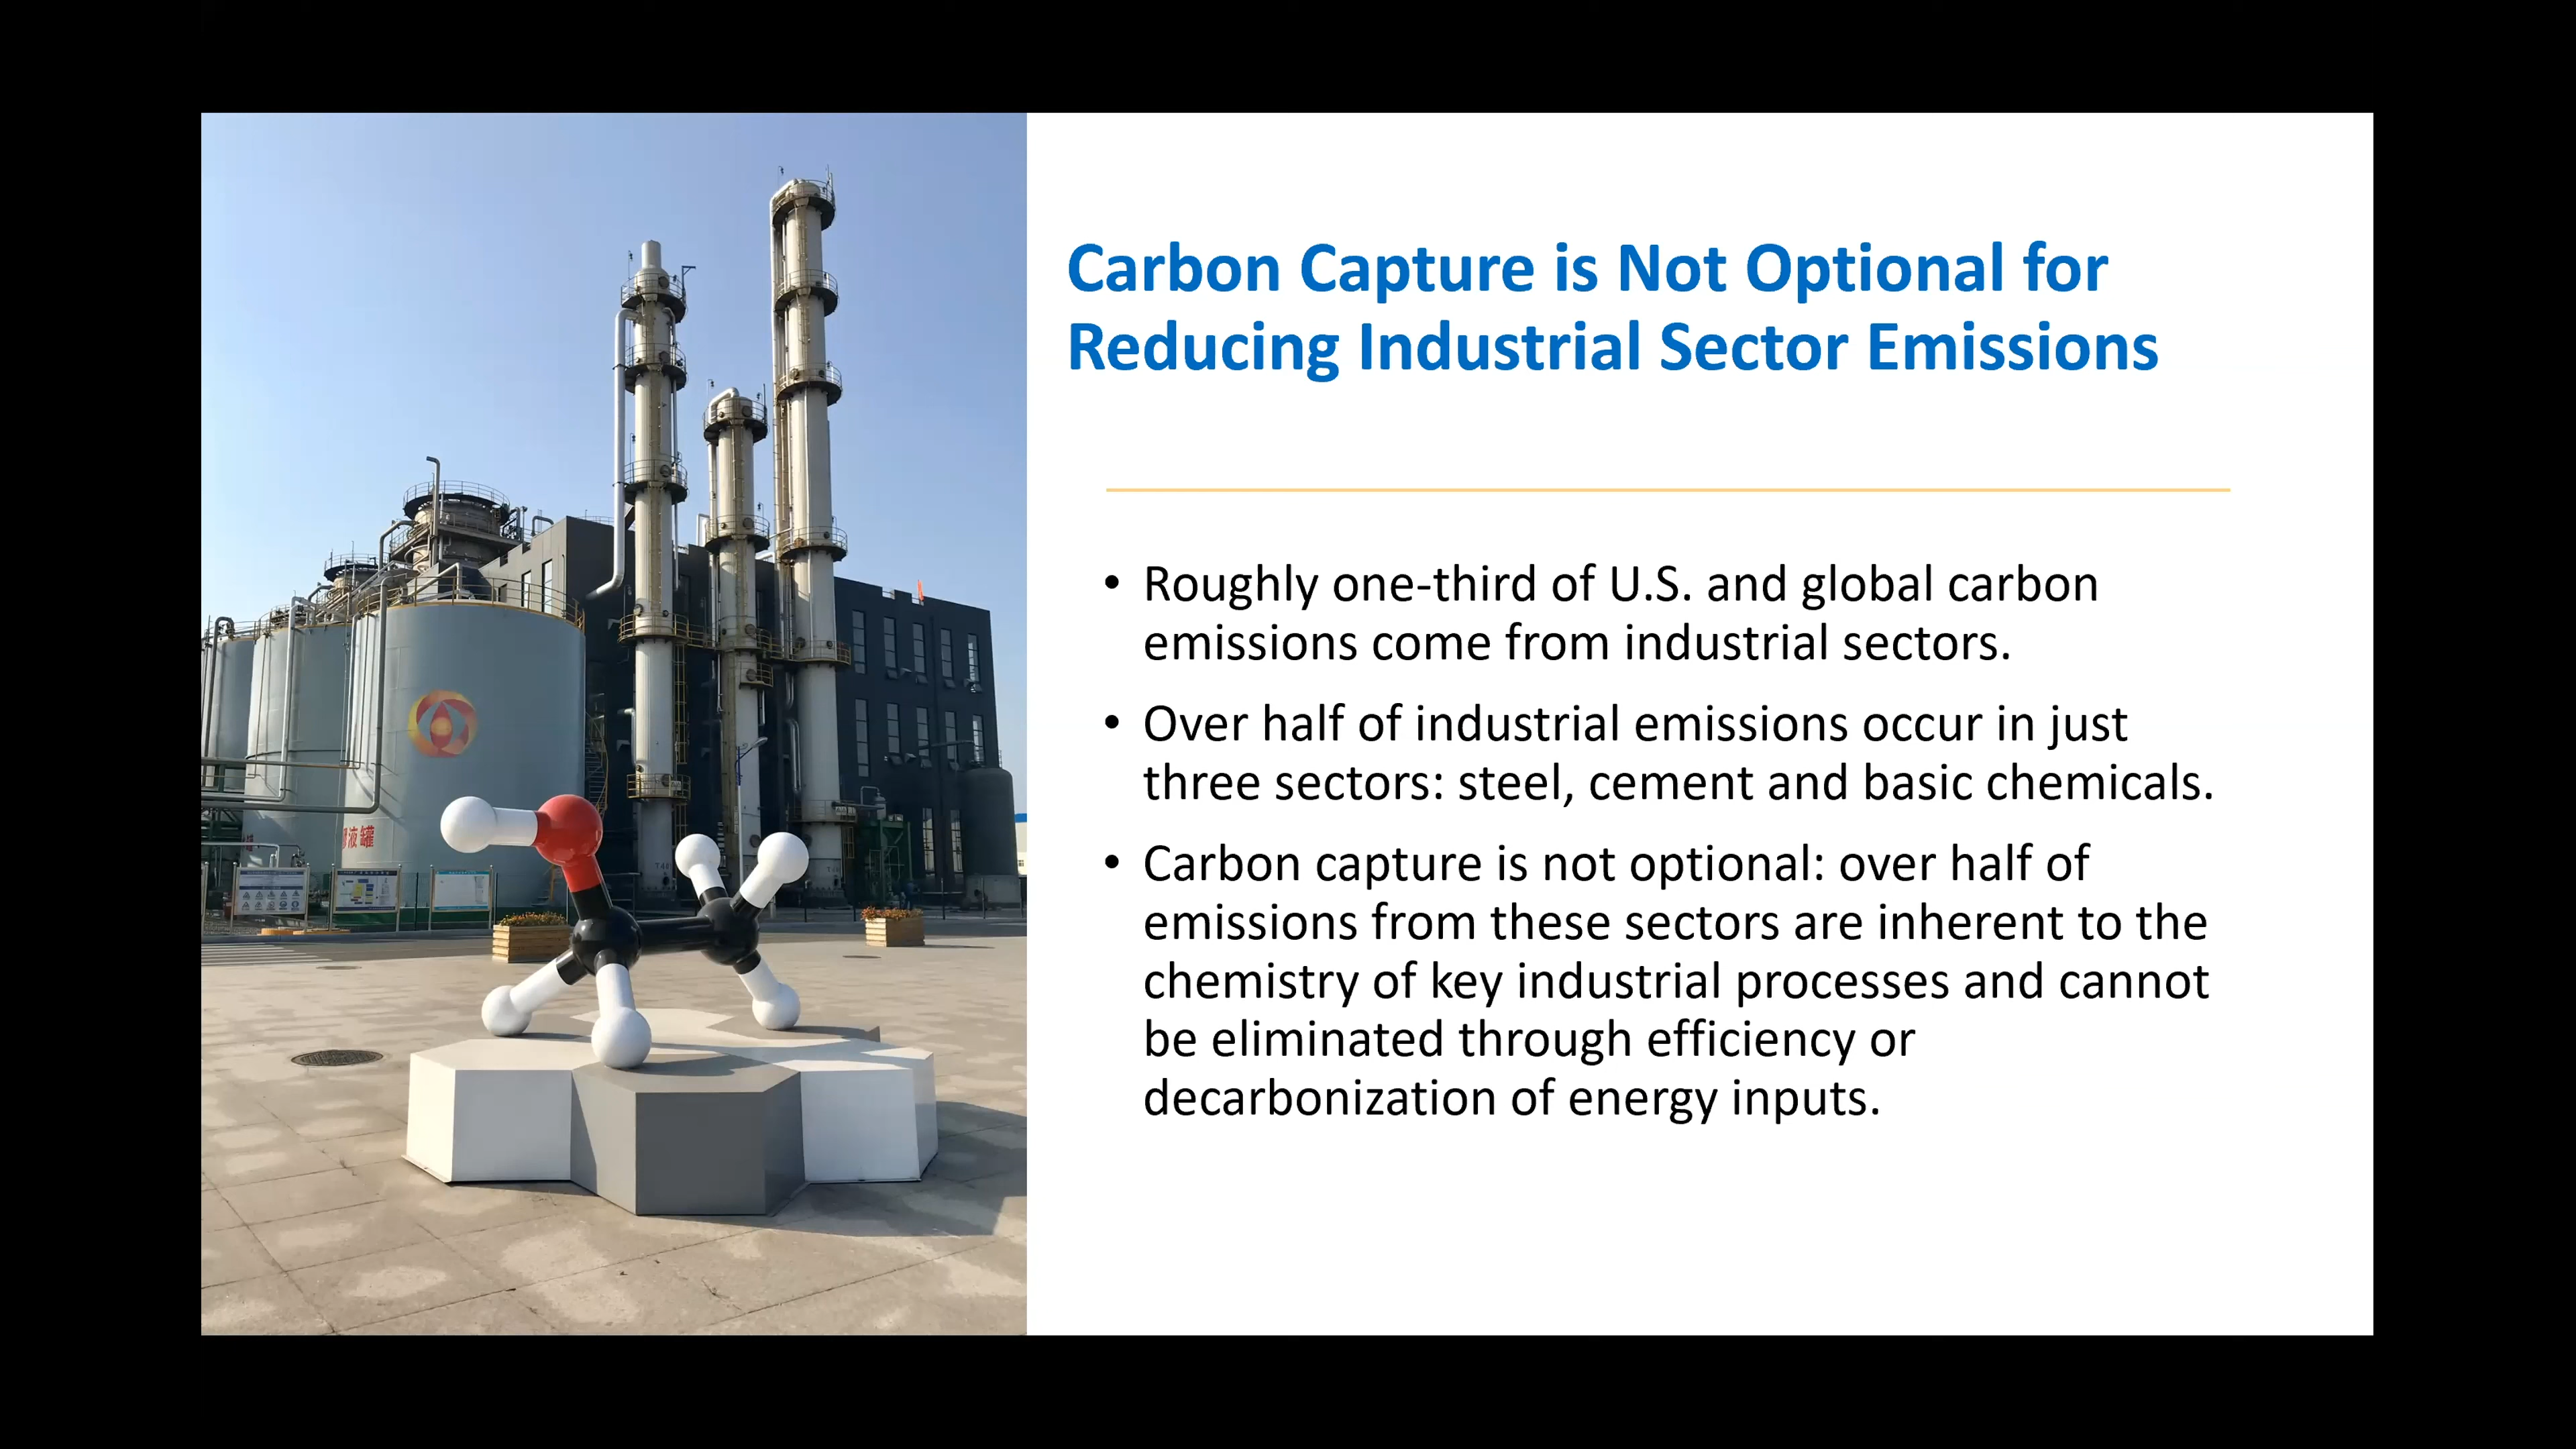 Carbon Capture is Not Optional for
Reducing Industrial Sector Emissions
• Roughly one-third of U.S. and global carbon
emissions come from industrial sectors.
• Over half of industrial emissions occur in just
three sectors: steel, cement and basic chemicals.
• Carbon capture is not optional: over half of
emissions from these sectors are inherent to the
chemistry of key industrial processes and cannot
be eliminated through efficiency or
decarbonization of energy inputs.
液罐